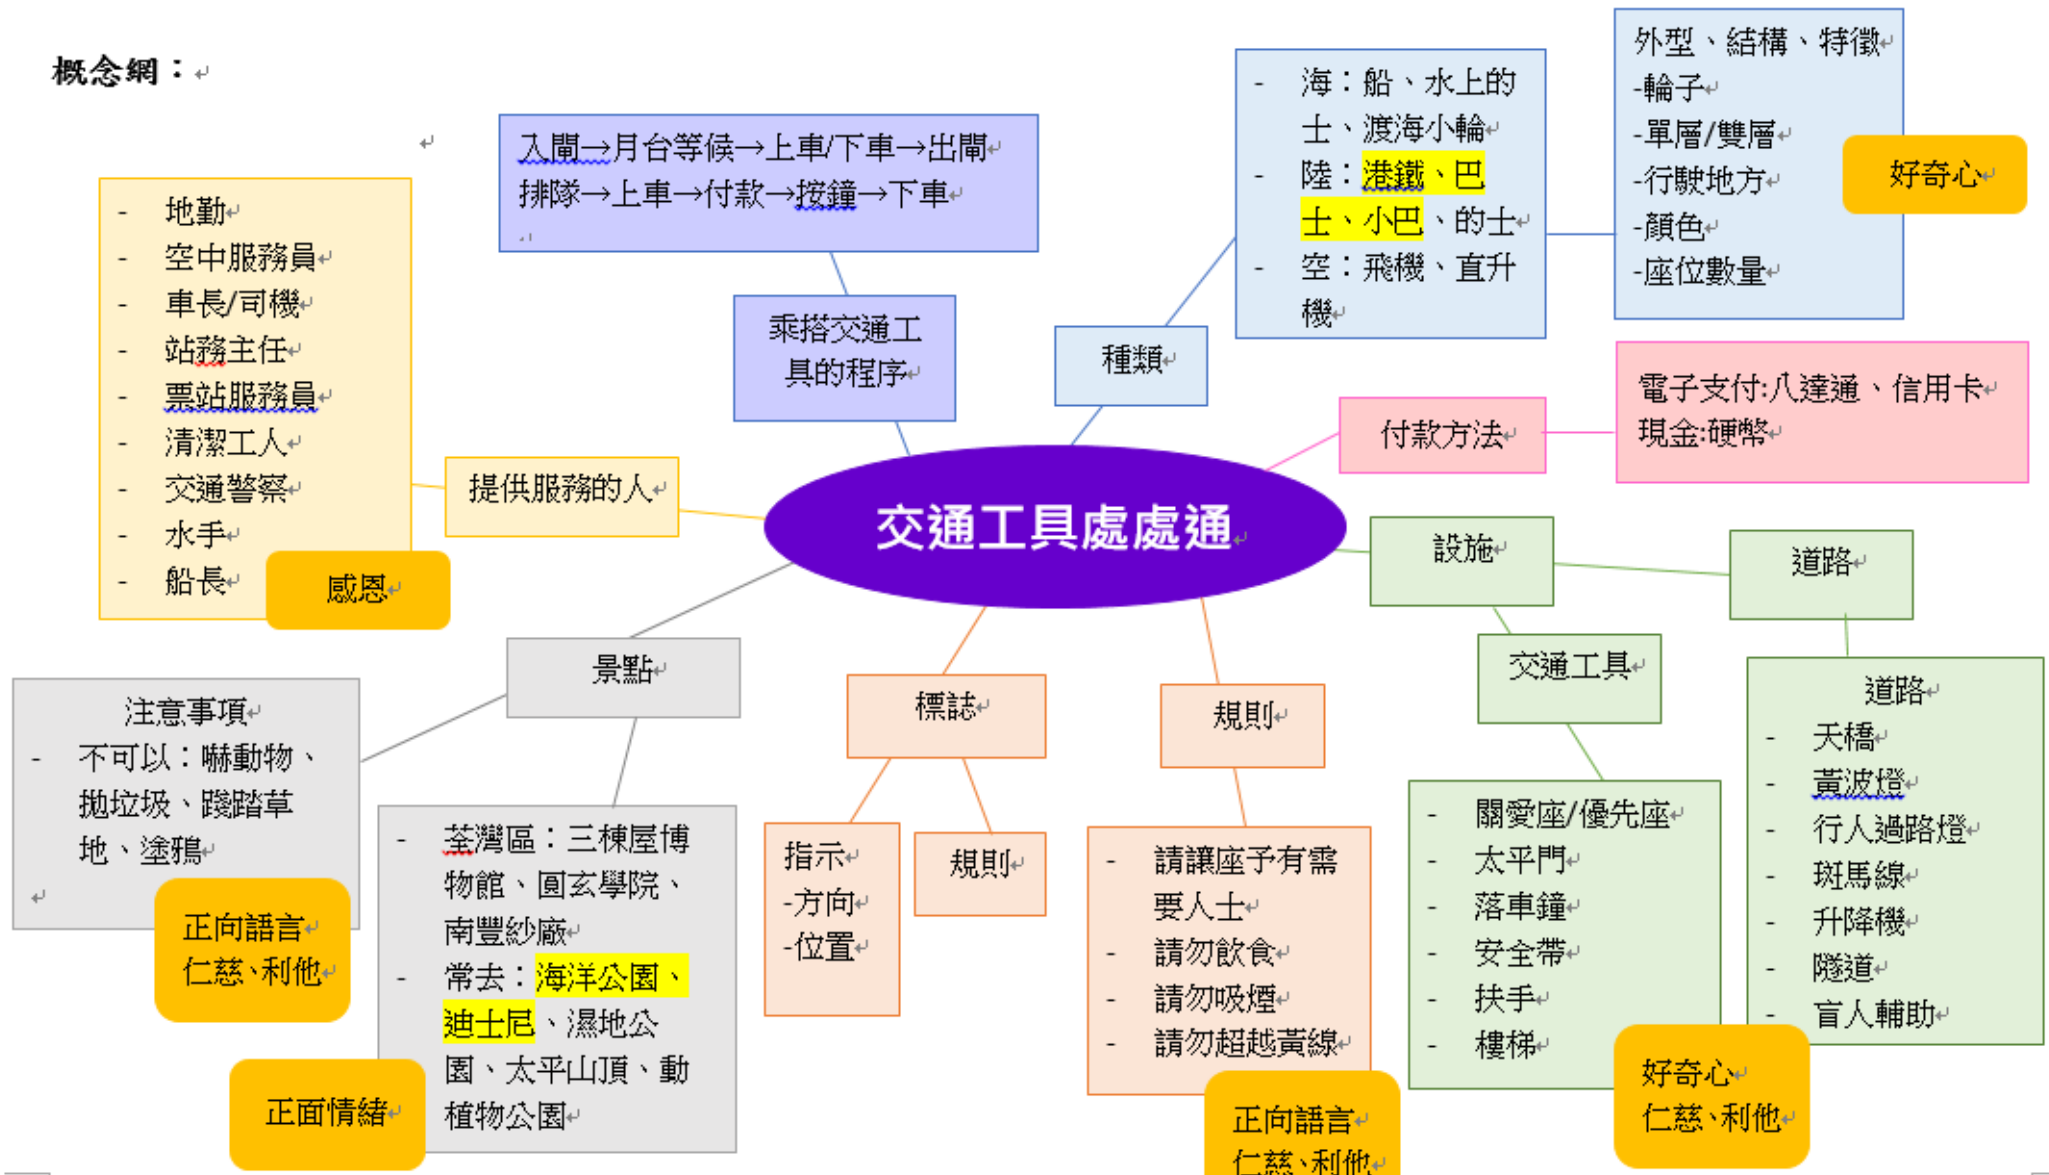 概念網：
入閘→月台等候→上車/下車→出閘
排隊→上車→付款→按鐘→下車
乘搭交通工
具的程序
- 海：船、水上的
士、渡海小輪
- 陸：港鐵、巴
士、小巴、的士
- 空：飛機、直升
機
種類
外型、結構、特徵
-輪子
-單層/雙層
-行駛地方
-顏色
-座位數量
好奇心
- 地勤
- 空中服務員
- 車長/司機
- 站務主任
- 票站服務員
- 清潔工人
- 交通警察
- 水手
- 船長
感恩
提供服務的人
交通工具處處通
付款方法
電子支付:八達通、信用卡
現金:硬幣
設施
道路
交通工具
道路
- 天橋
- 黃波燈
- 行人過路燈
- 斑馬線
- 升降機
- 隧道
- 盲人輔助
- 關愛座/優先座
- 太平門
- 落車鐘
- 安全帶
- 扶手
- 樓梯
好奇心
仁慈、利他
景點
注意事項
- 不可以：嚇動物、
拋垃圾、踐踏草
地、塗鴉
正向語言
仁慈、利他
- 荃灣區：三棟屋博
物館、圓玄學院、
南豐紗廠
- 常去：海洋公園、
迪士尼、濕地公
園、太平山頂、動
植物公園
正面情緒
標誌
指示
-方向
-位置
規則
規則
- 請讓座予有需
要人士
- 請勿飲食
- 請勿吸煙
- 請勿超越黃線
正向語言
仁慈、利他